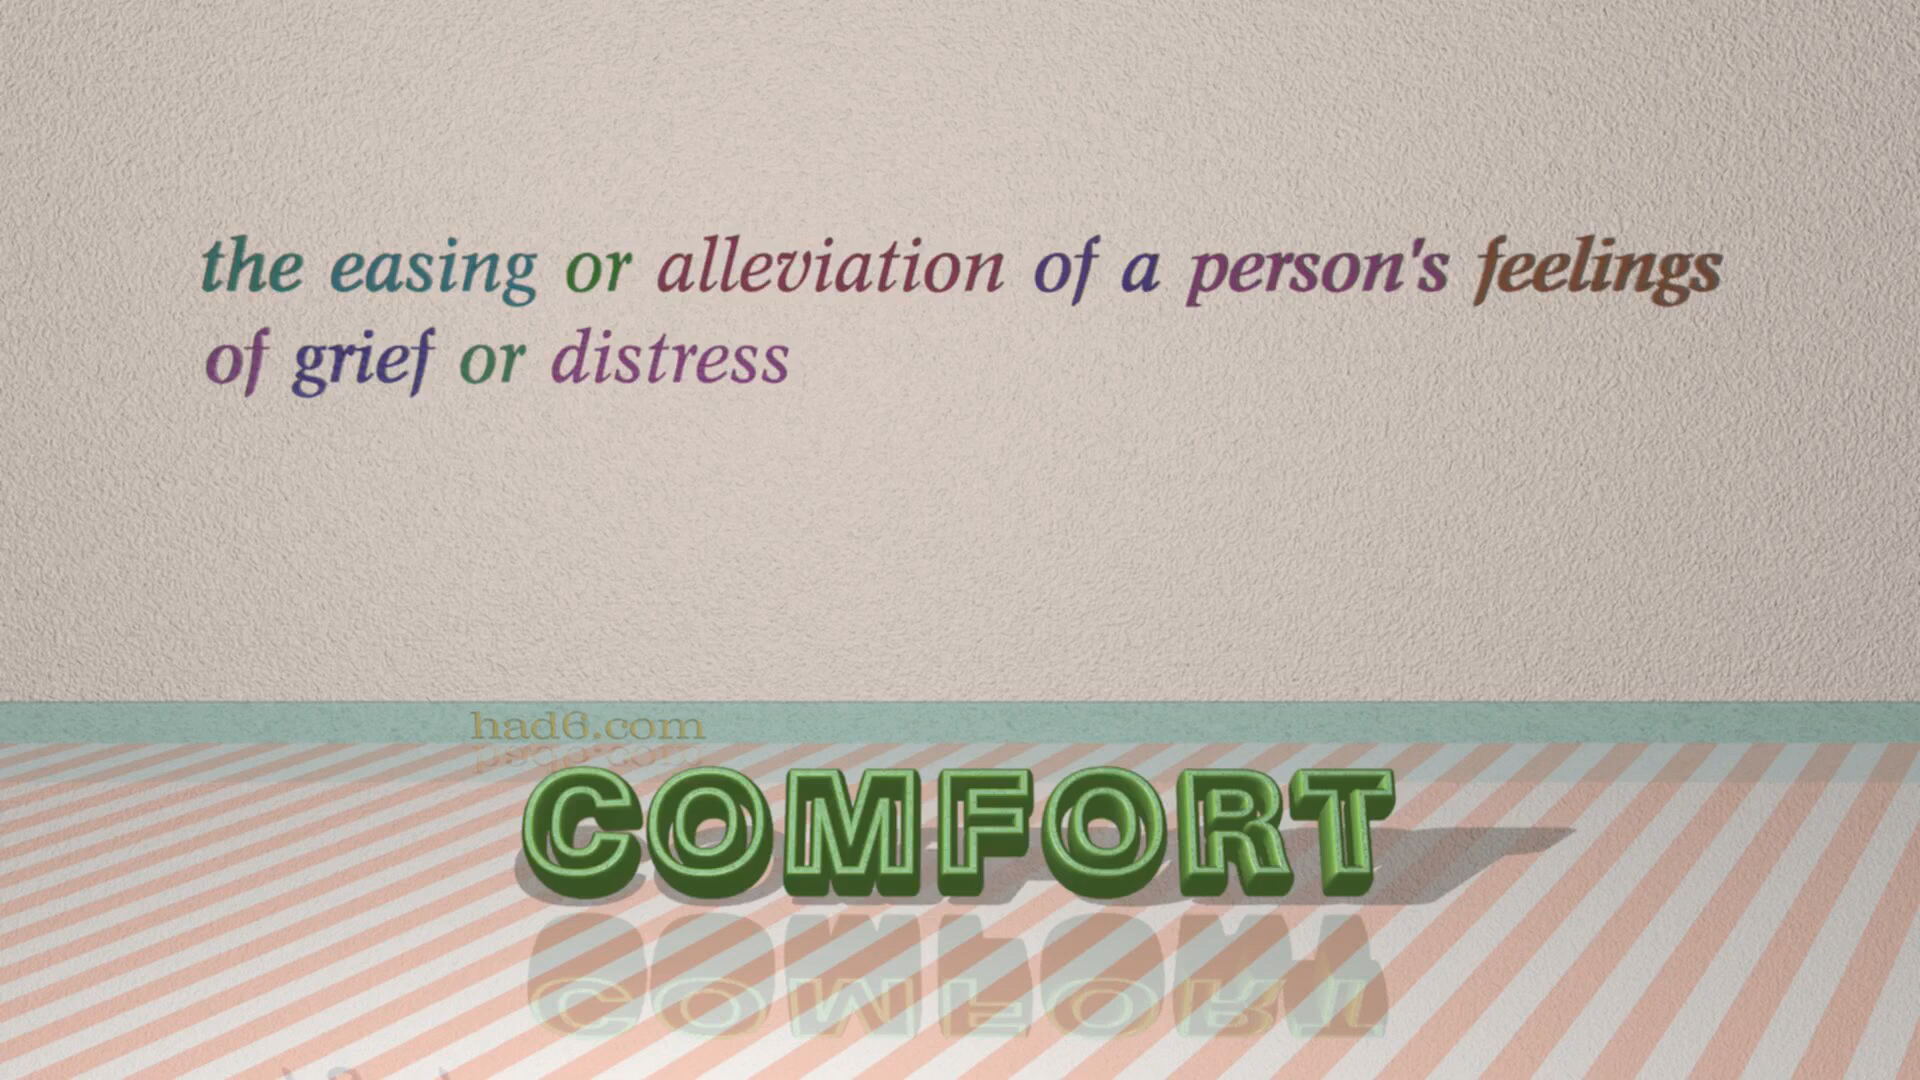 the easing or alleviation of a person's feelings
of grief or distress
had6.com
COMFORT